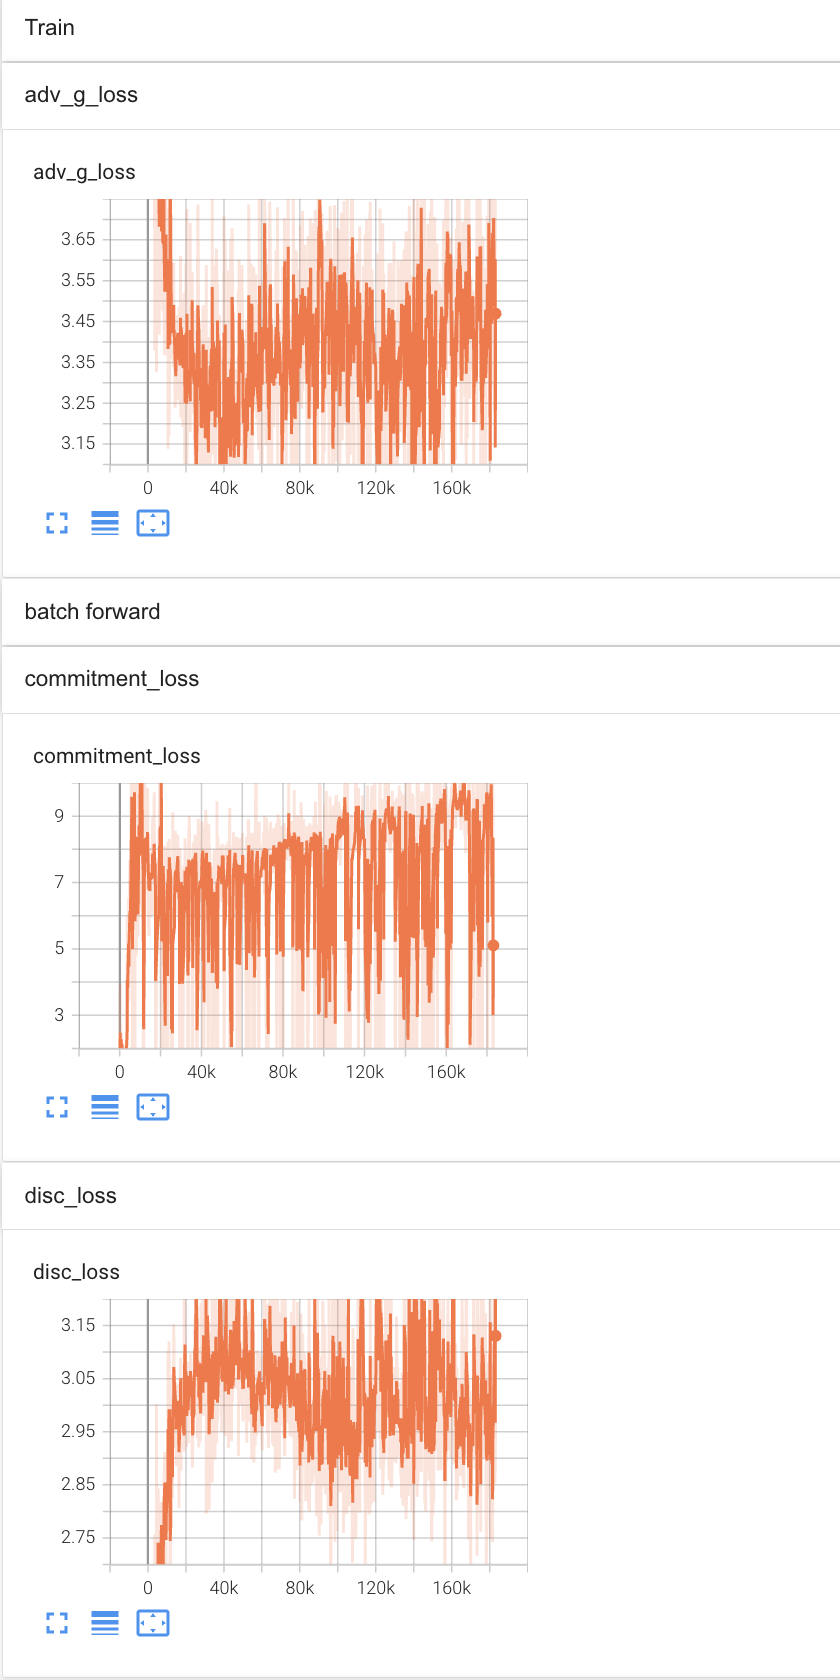 Train
adv_g_loss
adv_g_loss
3.65
3.55
3.45
3.35
3.25
3.15
0 40k 80k 120k 160k
batch forward
commitment_loss
commitment_loss
9
7
5
3
0 40k 80k 120k 160k
disc_loss
disc_loss
3.15
3.05
2.95
2.85
2.75
0 40k 80k 120k 160k